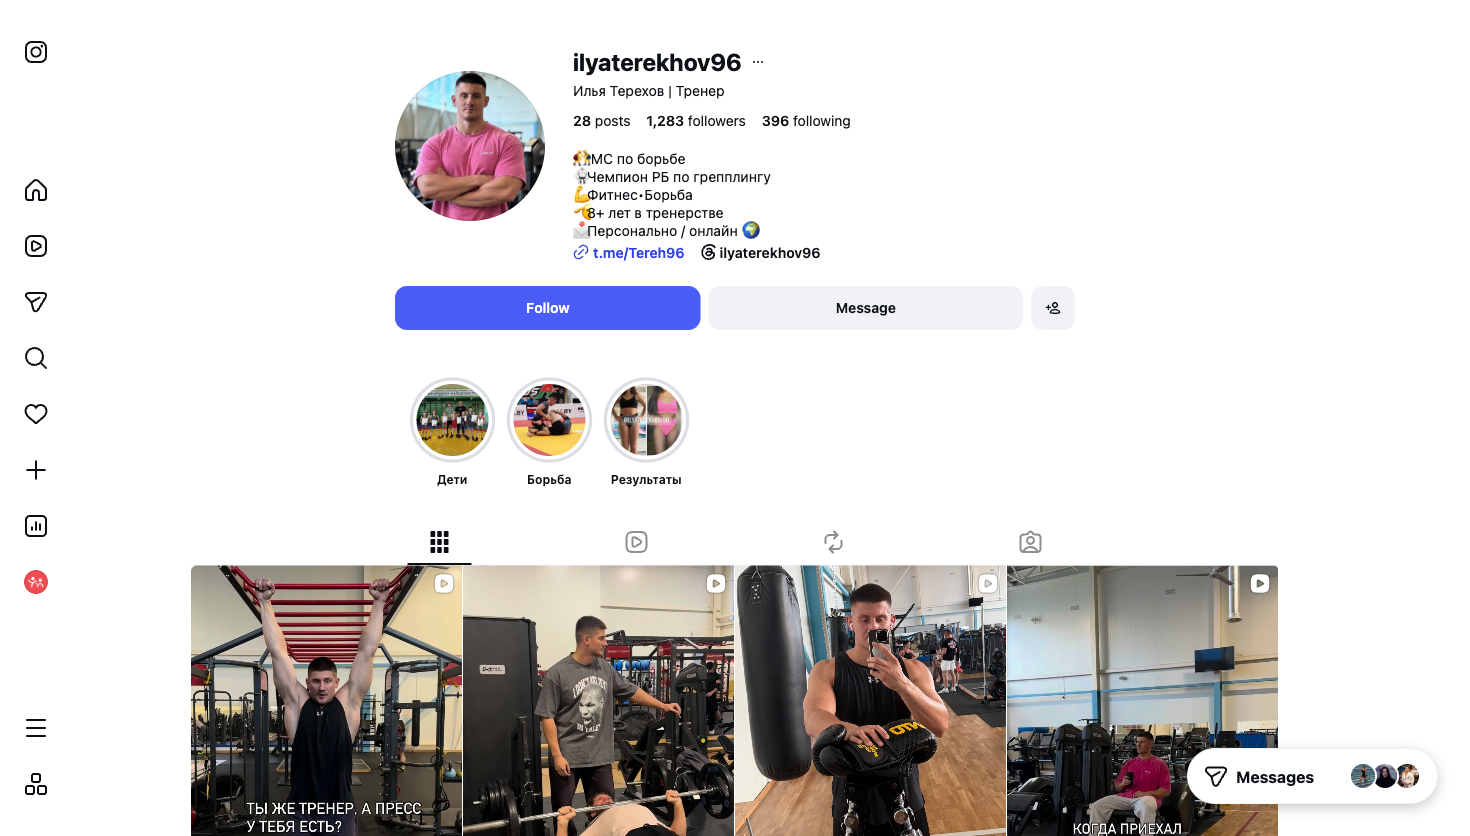 ilyaterekhov96 ...
Илья Терехов | Тренер
28 posts 1,283 followers 396 following
МС по борьбе
Чемпион РБ по грепплингу
Фитнес•Борьба
8+ лет в тренерстве
Персонально / онлайн
t.me/Tereh96 ilyaterekhov96
Follow Message
Дети Борьба Результаты
ТЫ ЖЕ ТРЕНЕР, А ПРЕСС
У ТЕБЯ ЕСТЬ?
КОГДА ПРИЕХАЛ
Messages